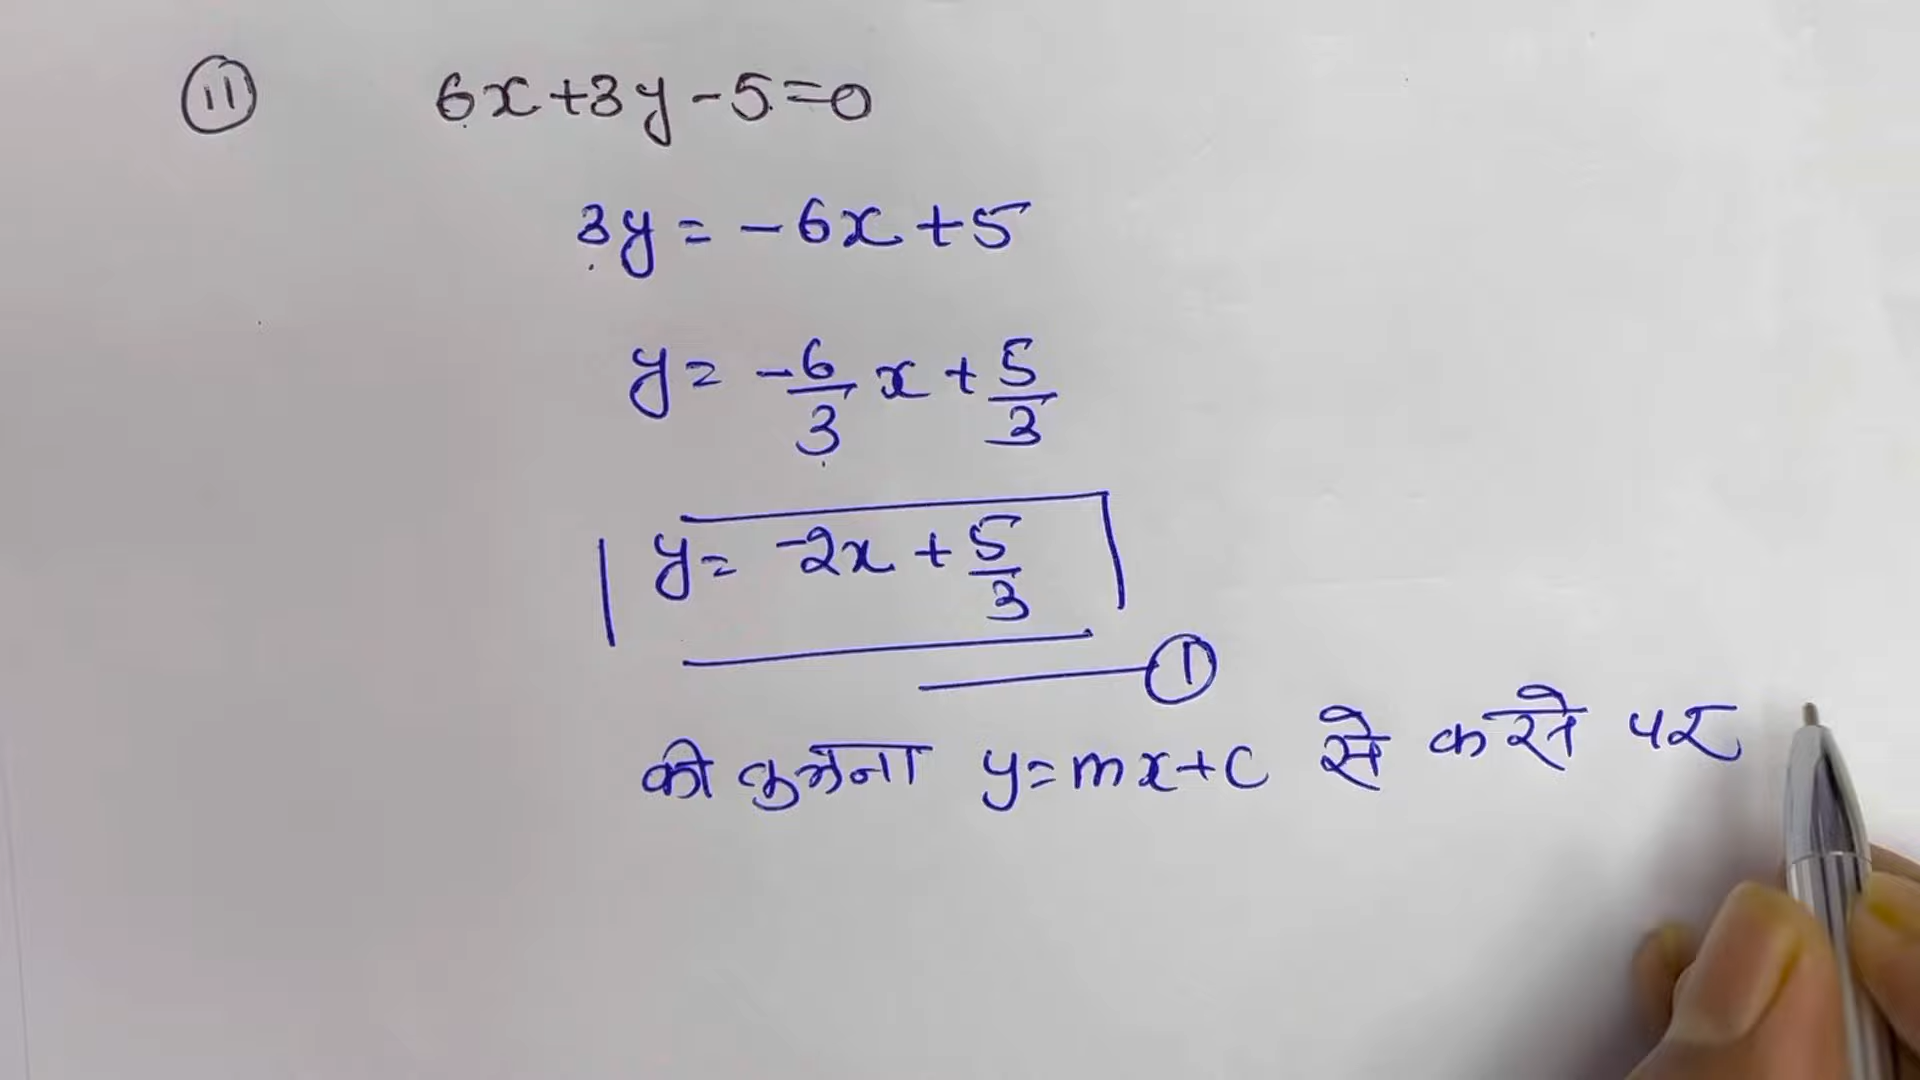 (ii) 6x+3y-5=0
3y = -6x+5
y = -6/3 x + 5/3
y = -2x + 5/3
①
की तुलना y=mx+c से करने पर